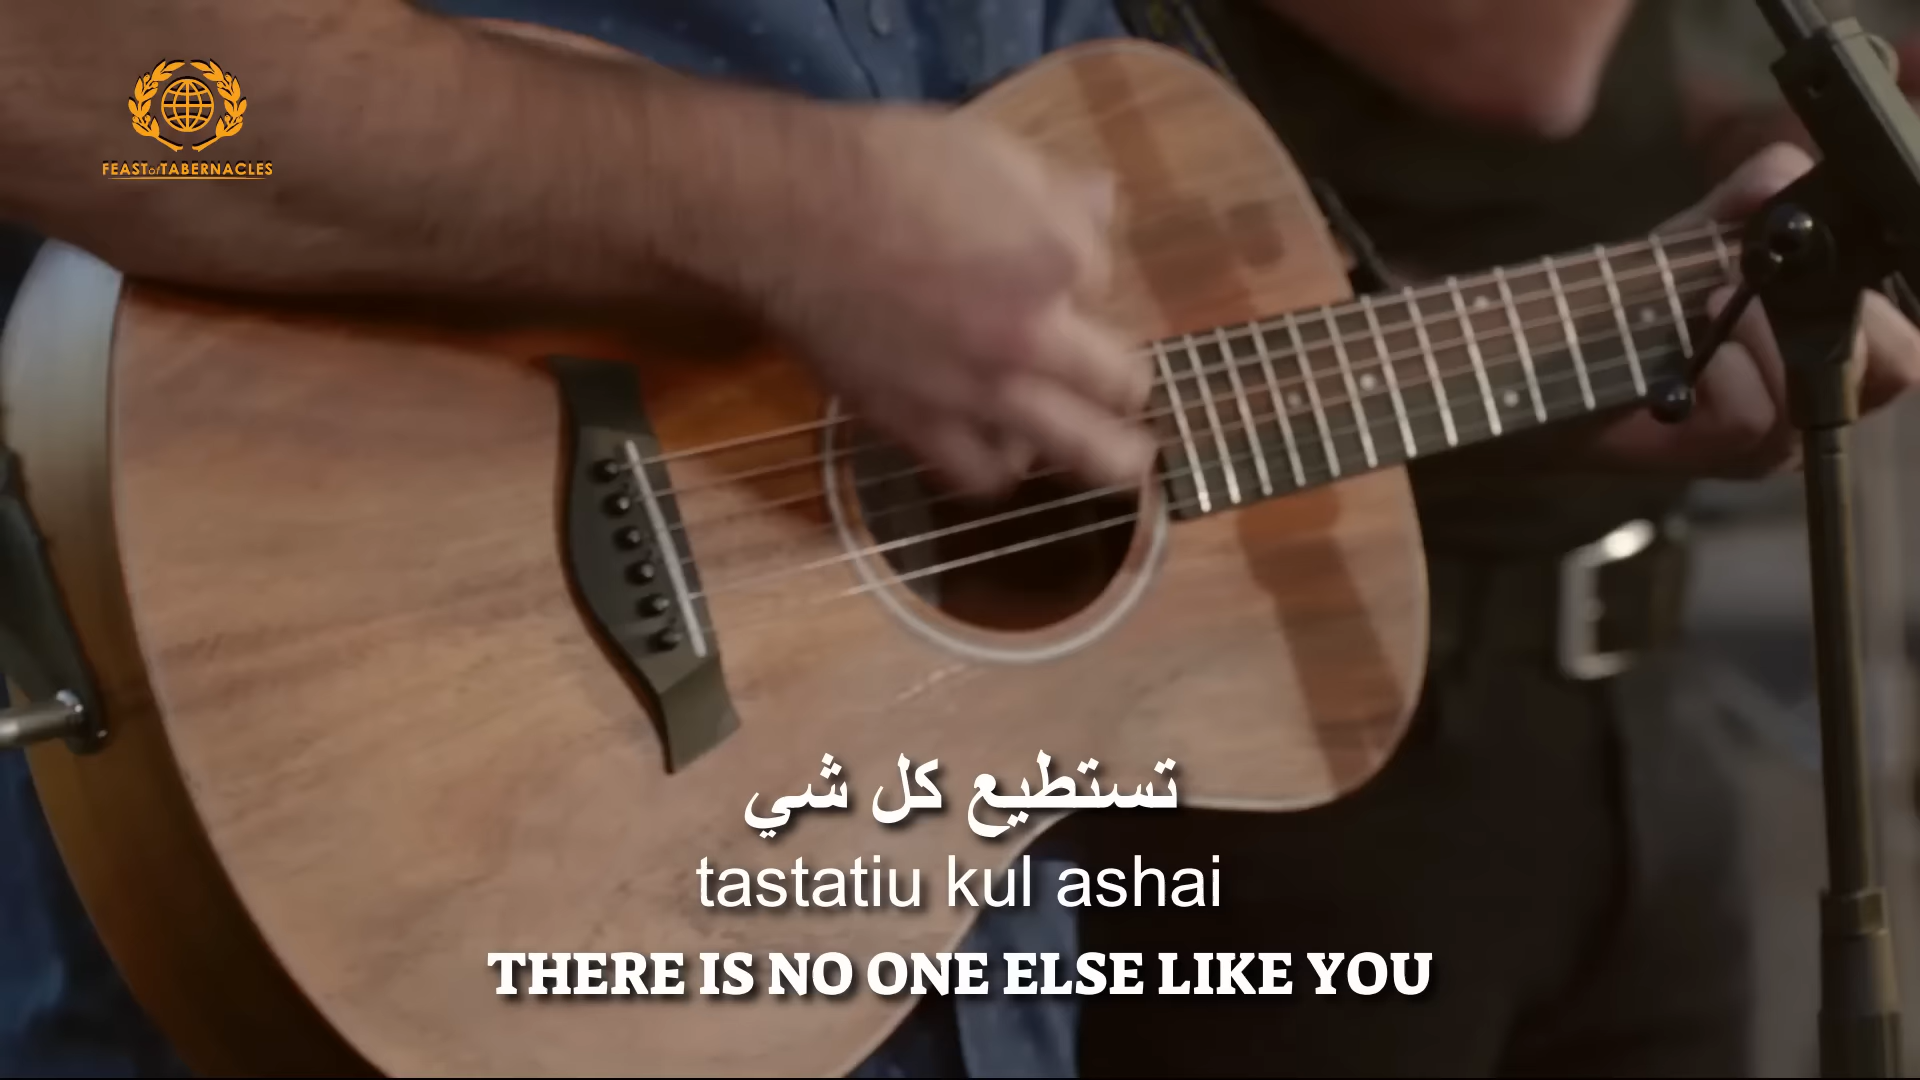 FEAST of TABERNACLES
تستطيع كل شي
tastatiu kul ashai
THERE IS NO ONE ELSE LIKE YOU